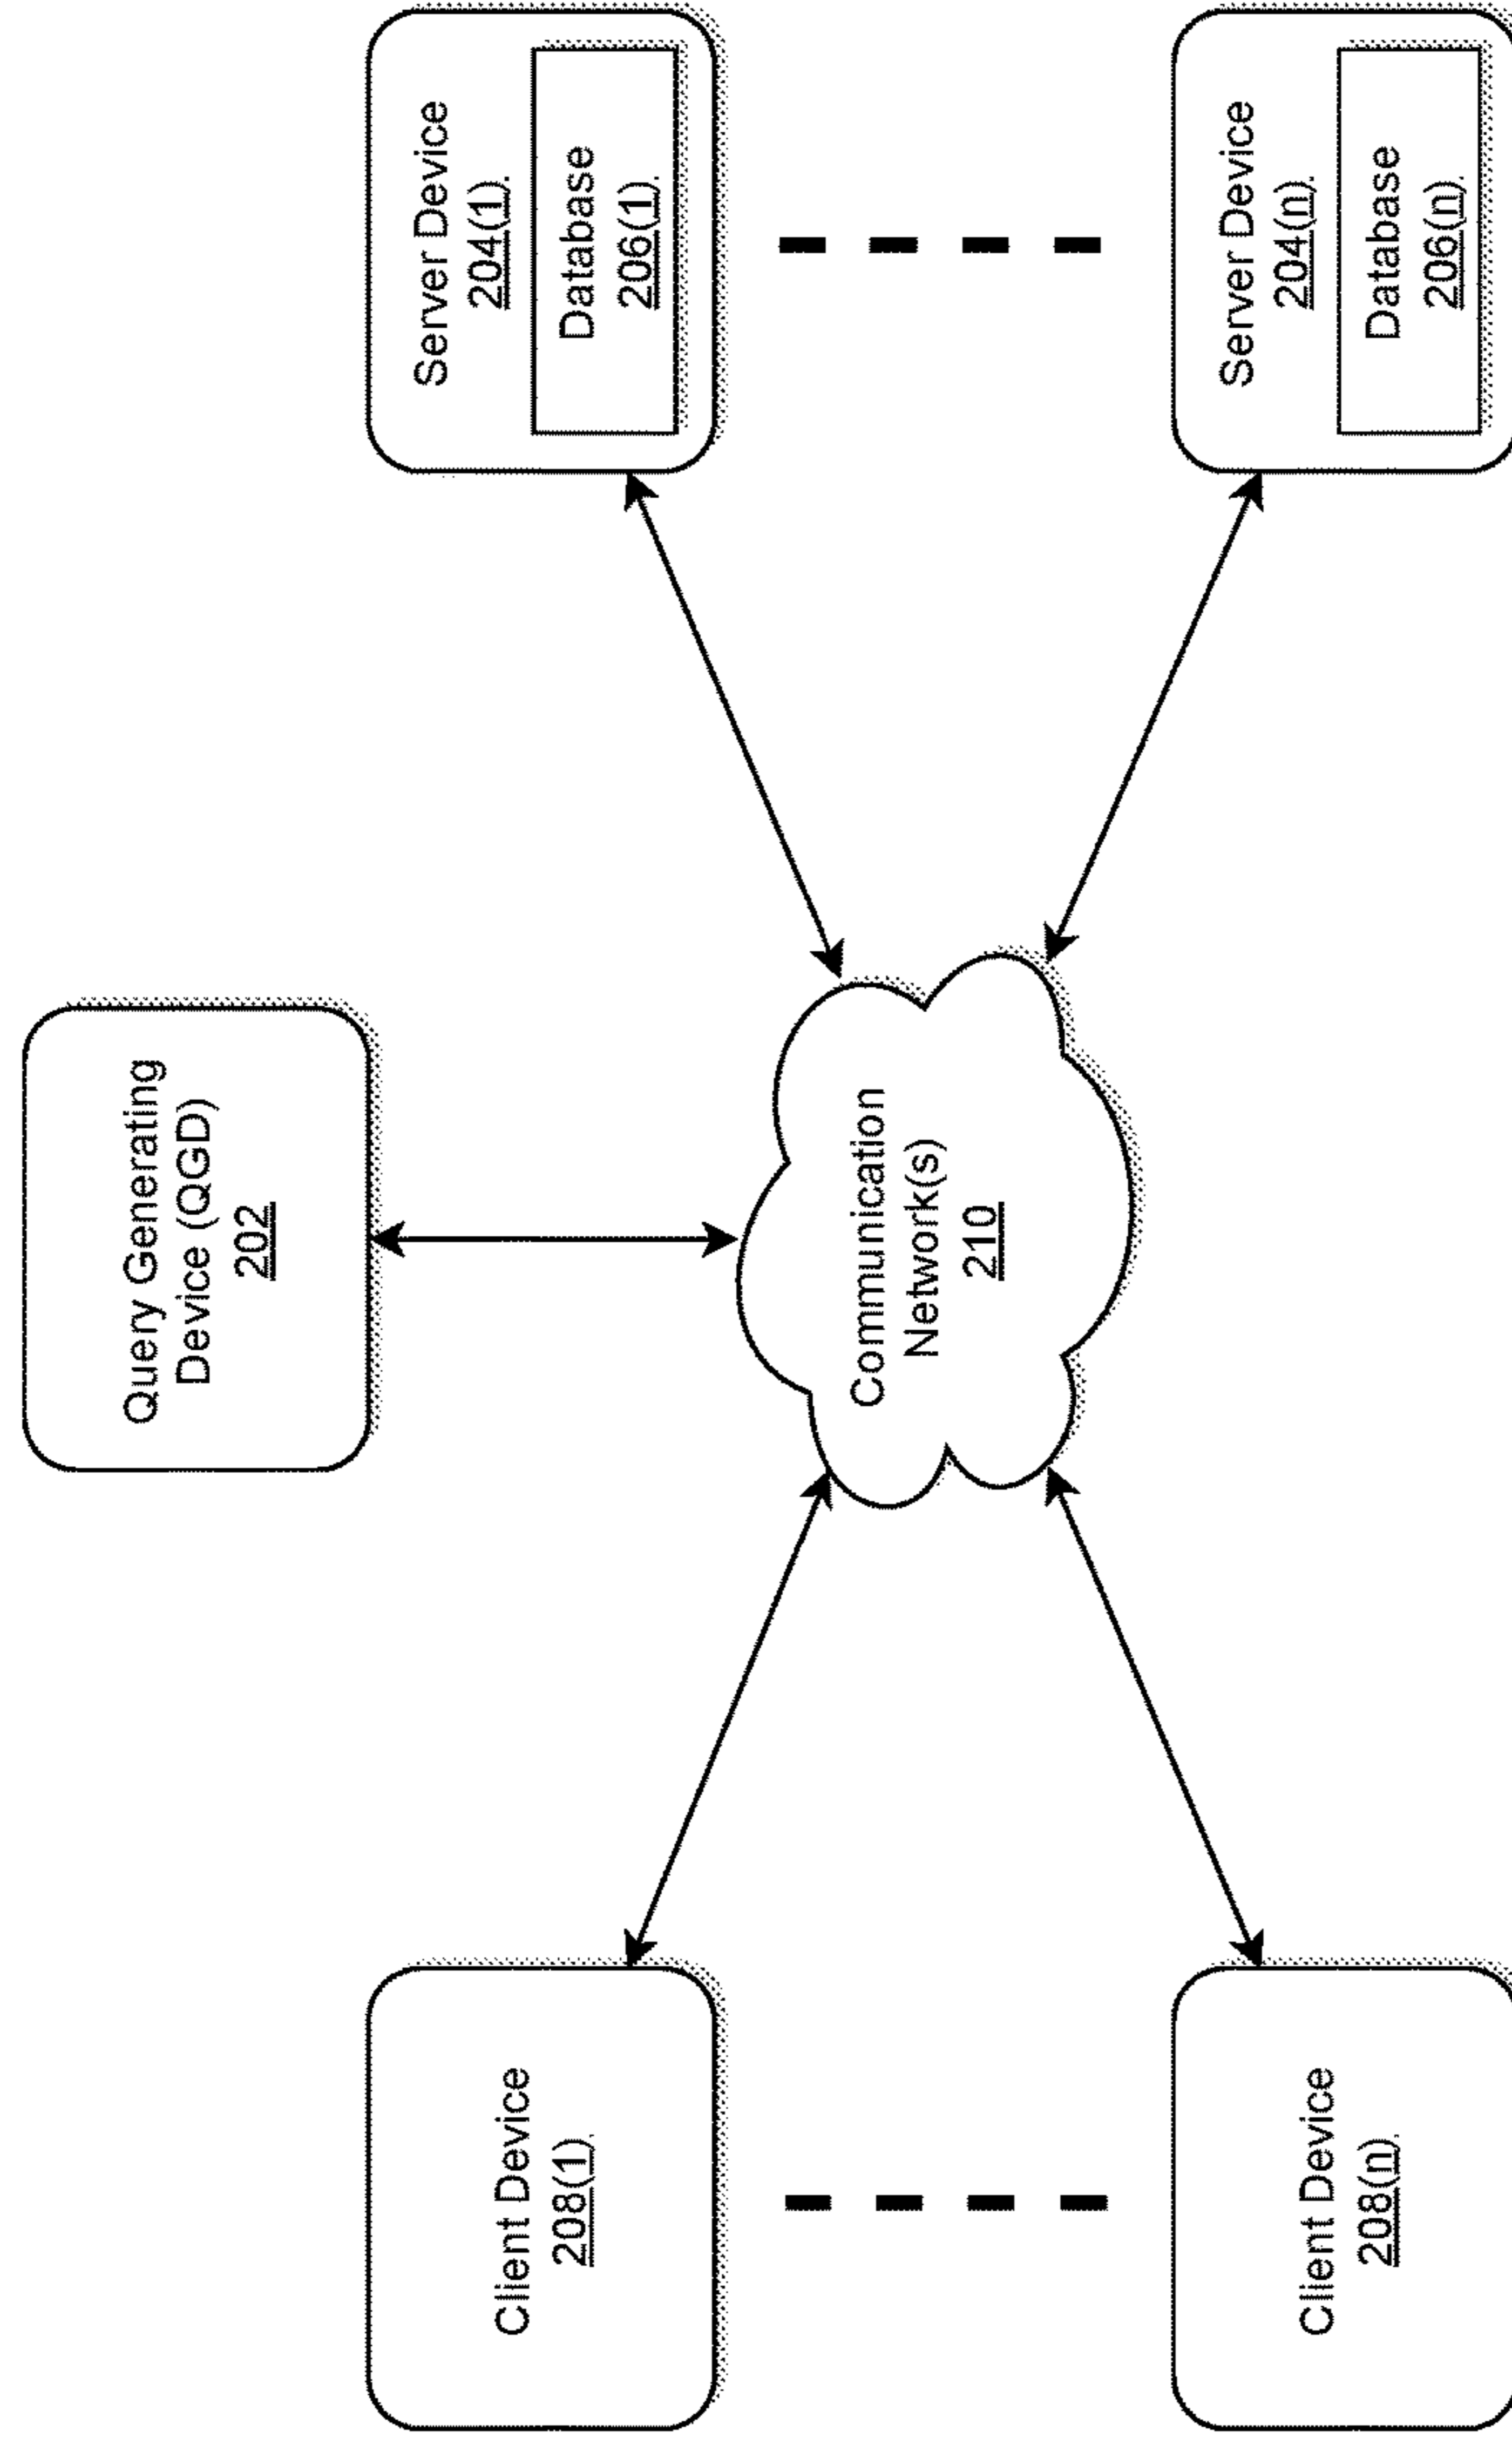 Query Generating
Device (QGD)
202
Client Device
208(1)
Server Device
204(1)
Database
206(1)
Communication
Network(s)
210
Client Device
208(n)
Server Device
204(n)
Database
206(n)